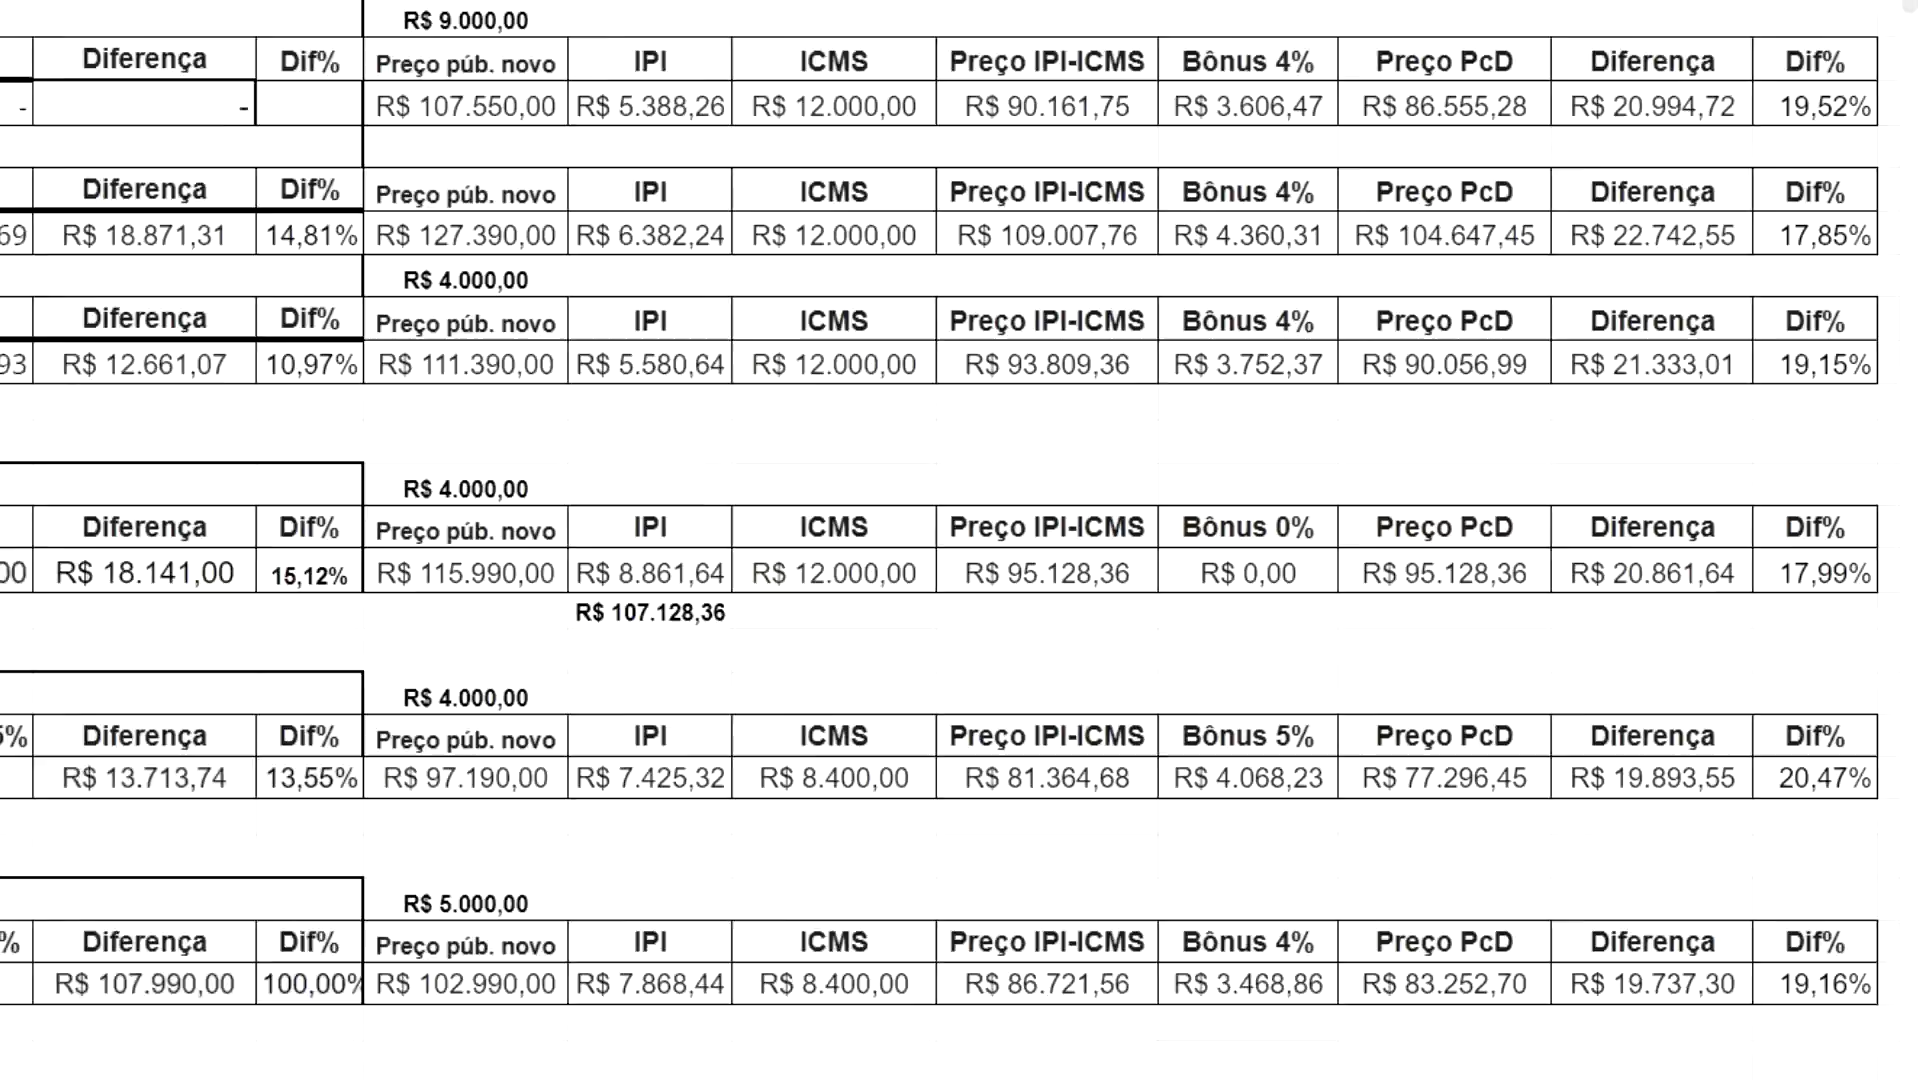 R$ 9.000,00
Diferença Dif% Preço púb. novo IPI ICMS Preço IPI-ICMS Bônus 4% Preço PcD Diferença Dif%
- - R$ 107.550,00 R$ 5.388,26 R$ 12.000,00 R$ 90.161,75 R$ 3.606,47 R$ 86.555,28 R$ 20.994,72 19,52%
Diferença Dif% Preço púb. novo IPI ICMS Preço IPI-ICMS Bônus 4% Preço PcD Diferença Dif%
69 R$ 18.871,31 14,81% R$ 127.390,00 R$ 6.382,24 R$ 12.000,00 R$ 109.007,76 R$ 4.360,31 R$ 104.647,45 R$ 22.742,55 17,85%
R$ 4.000,00
Diferença Dif% Preço púb. novo IPI ICMS Preço IPI-ICMS Bônus 4% Preço PcD Diferença Dif%
93 R$ 12.661,07 10,97% R$ 111.390,00 R$ 5.580,64 R$ 12.000,00 R$ 93.809,36 R$ 3.752,37 R$ 90.056,99 R$ 21.333,01 19,15%
R$ 4.000,00
Diferença Dif% Preço púb. novo IPI ICMS Preço IPI-ICMS Bônus 0% Preço PcD Diferença Dif%
00 R$ 18.141,00 15,12% R$ 115.990,00 R$ 8.861,64 R$ 12.000,00 R$ 95.128,36 R$ 0,00 R$ 95.128,36 R$ 20.861,64 17,99%
R$ 107.128,36
R$ 4.000,00
% Diferença Dif% Preço púb. novo IPI ICMS Preço IPI-ICMS Bônus 5% Preço PcD Diferença Dif%
R$ 13.713,74 13,55% R$ 97.190,00 R$ 7.425,32 R$ 8.400,00 R$ 81.364,68 R$ 4.068,23 R$ 77.296,45 R$ 19.893,55 20,47%
R$ 5.000,00
% Diferença Dif% Preço púb. novo IPI ICMS Preço IPI-ICMS Bônus 4% Preço PcD Diferença Dif%
R$ 107.990,00 100,00% R$ 102.990,00 R$ 7.868,44 R$ 8.400,00 R$ 86.721,56 R$ 3.468,86 R$ 83.252,70 R$ 19.737,30 19,16%